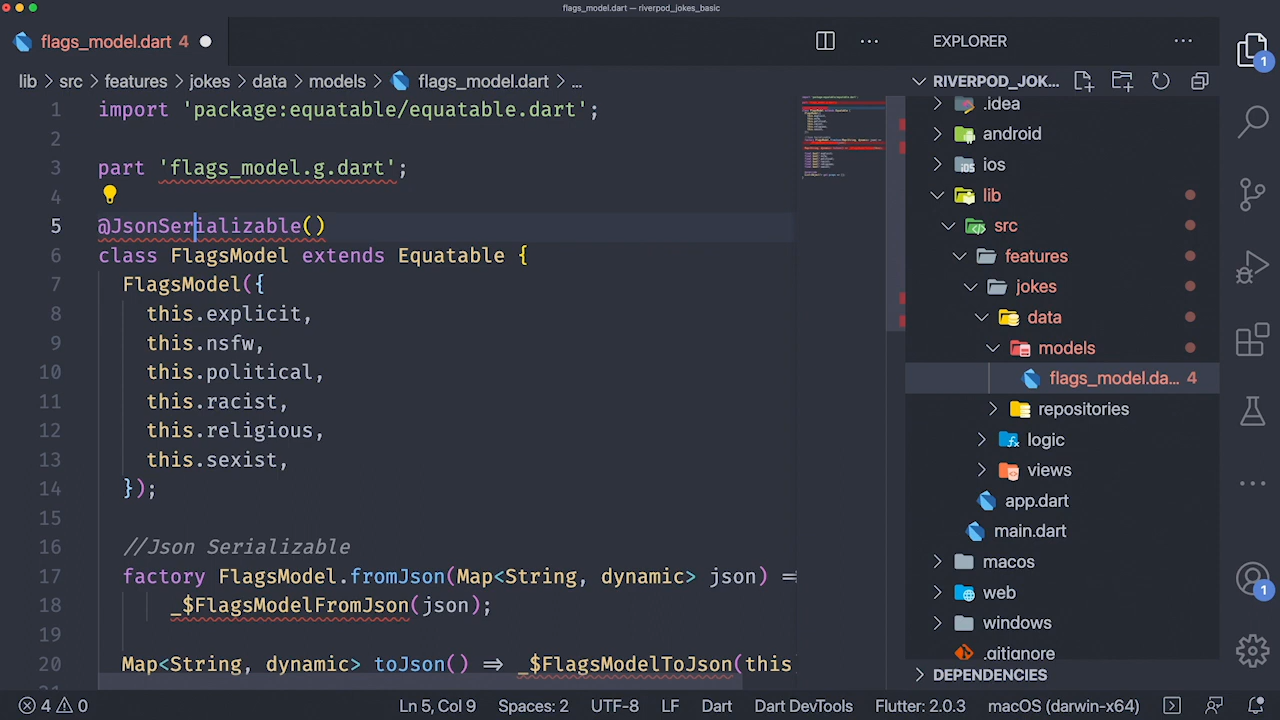 flags_model.dart — riverpod_jokes_basic
flags_model.dart 4
lib > src > features > jokes > data > models > flags_model.dart > ...
1 import 'package:equatable/equatable.dart';
2
3 part 'flags_model.g.dart';
4
5 @JsonSerializable()
6 class FlagsModel extends Equatable {
7 FlagsModel({
8 this.explicit,
9 this.nsfw,
10 this.political,
11 this.racist,
12 this.religious,
13 this.sexist,
14 });
15
16 //Json Serializable
17 factory FlagsModel.fromJson(Map<String, dynamic> json) =>
18 _$FlagsModelFromJson(json);
19
20 Map<String, dynamic> toJson() => _$FlagsModelToJson(this
EXPLORER
RIVERPOD_JOK...
.idea
android
ios
lib
src
features
jokes
data
models
flags_model.da... 4
repositories
logic
views
app.dart
main.dart
macos
web
windows
.gitignore
DEPENDENCIES
1
1
4 0
Ln 5, Col 9
Spaces: 2
UTF-8
LF
Dart
Dart DevTools
Flutter: 2.0.3
macOS (darwin-x64)